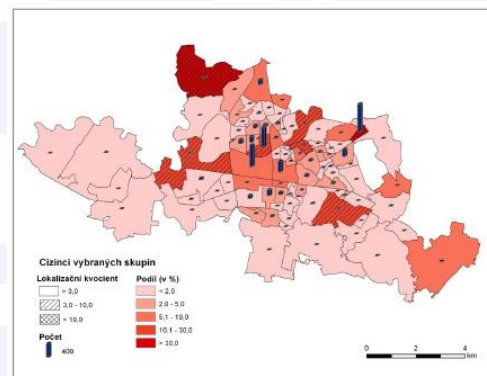 Cizinci vybraných skupin
Lokalizační kvocient
> 3,0
3,0 - 10,0
> 10,0
Počet
400
Podíl (v %)
< 2,0
2,0 - 5,0
5,1 - 10,0
10,1 - 30,0
> 30,0
0 2 4
km